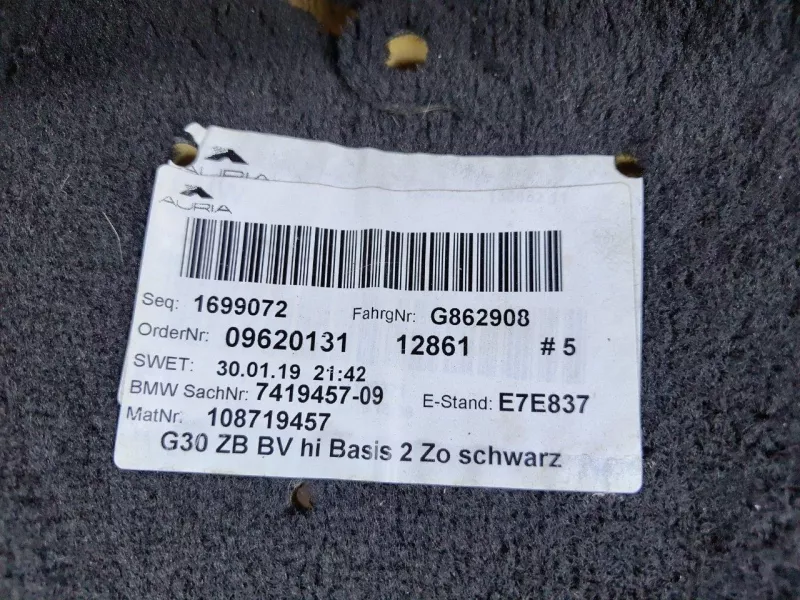 AURIA
AURIA
Seq: 1699072 FahrgNr: G862908
OrderNr: 09620131 12861 # 5
SWET: 30.01.19 21:42
BMW SachNr: 7419457-09 E-Stand: E7E837
MatNr. 108719457
G30 ZB BV hi Basis 2 Zo schwarz